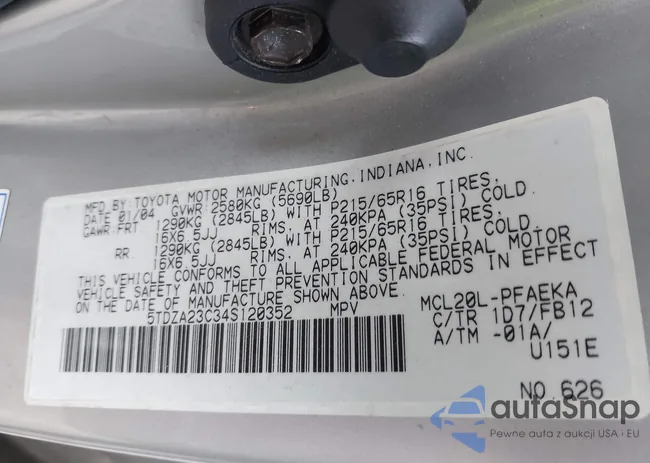 MFD.BY:TOYOTA MOTOR MANUFACTURING,INDIANA,INC.
DATE 01/04 GVWR:2580KG (5690LB)
GAWR:FRT 1290KG (2845LB) WITH P215/65R16 TIRES,
16X6.5JJ RIMS, AT 240KPA (35PSI) COLD.
RR 1290KG (2845LB) WITH P215/65R16 TIRES,
16X6.5JJ RIMS, AT 240KPA (35PSI) COLD.
THIS VEHICLE CONFORMS TO ALL APPLICABLE FEDERAL MOTOR
VEHICLE SAFETY AND THEFT PREVENTION STANDARDS IN EFFECT
ON THE DATE OF MANUFACTURE SHOWN ABOVE.
5TDZA23C34S120352 MPV
MCL20L-PFAEKA
C/TR 1D7/FB12
A/TM -01A/
U151E
NO.626
autaSnap
Pewne auta z aukcji USA i EU